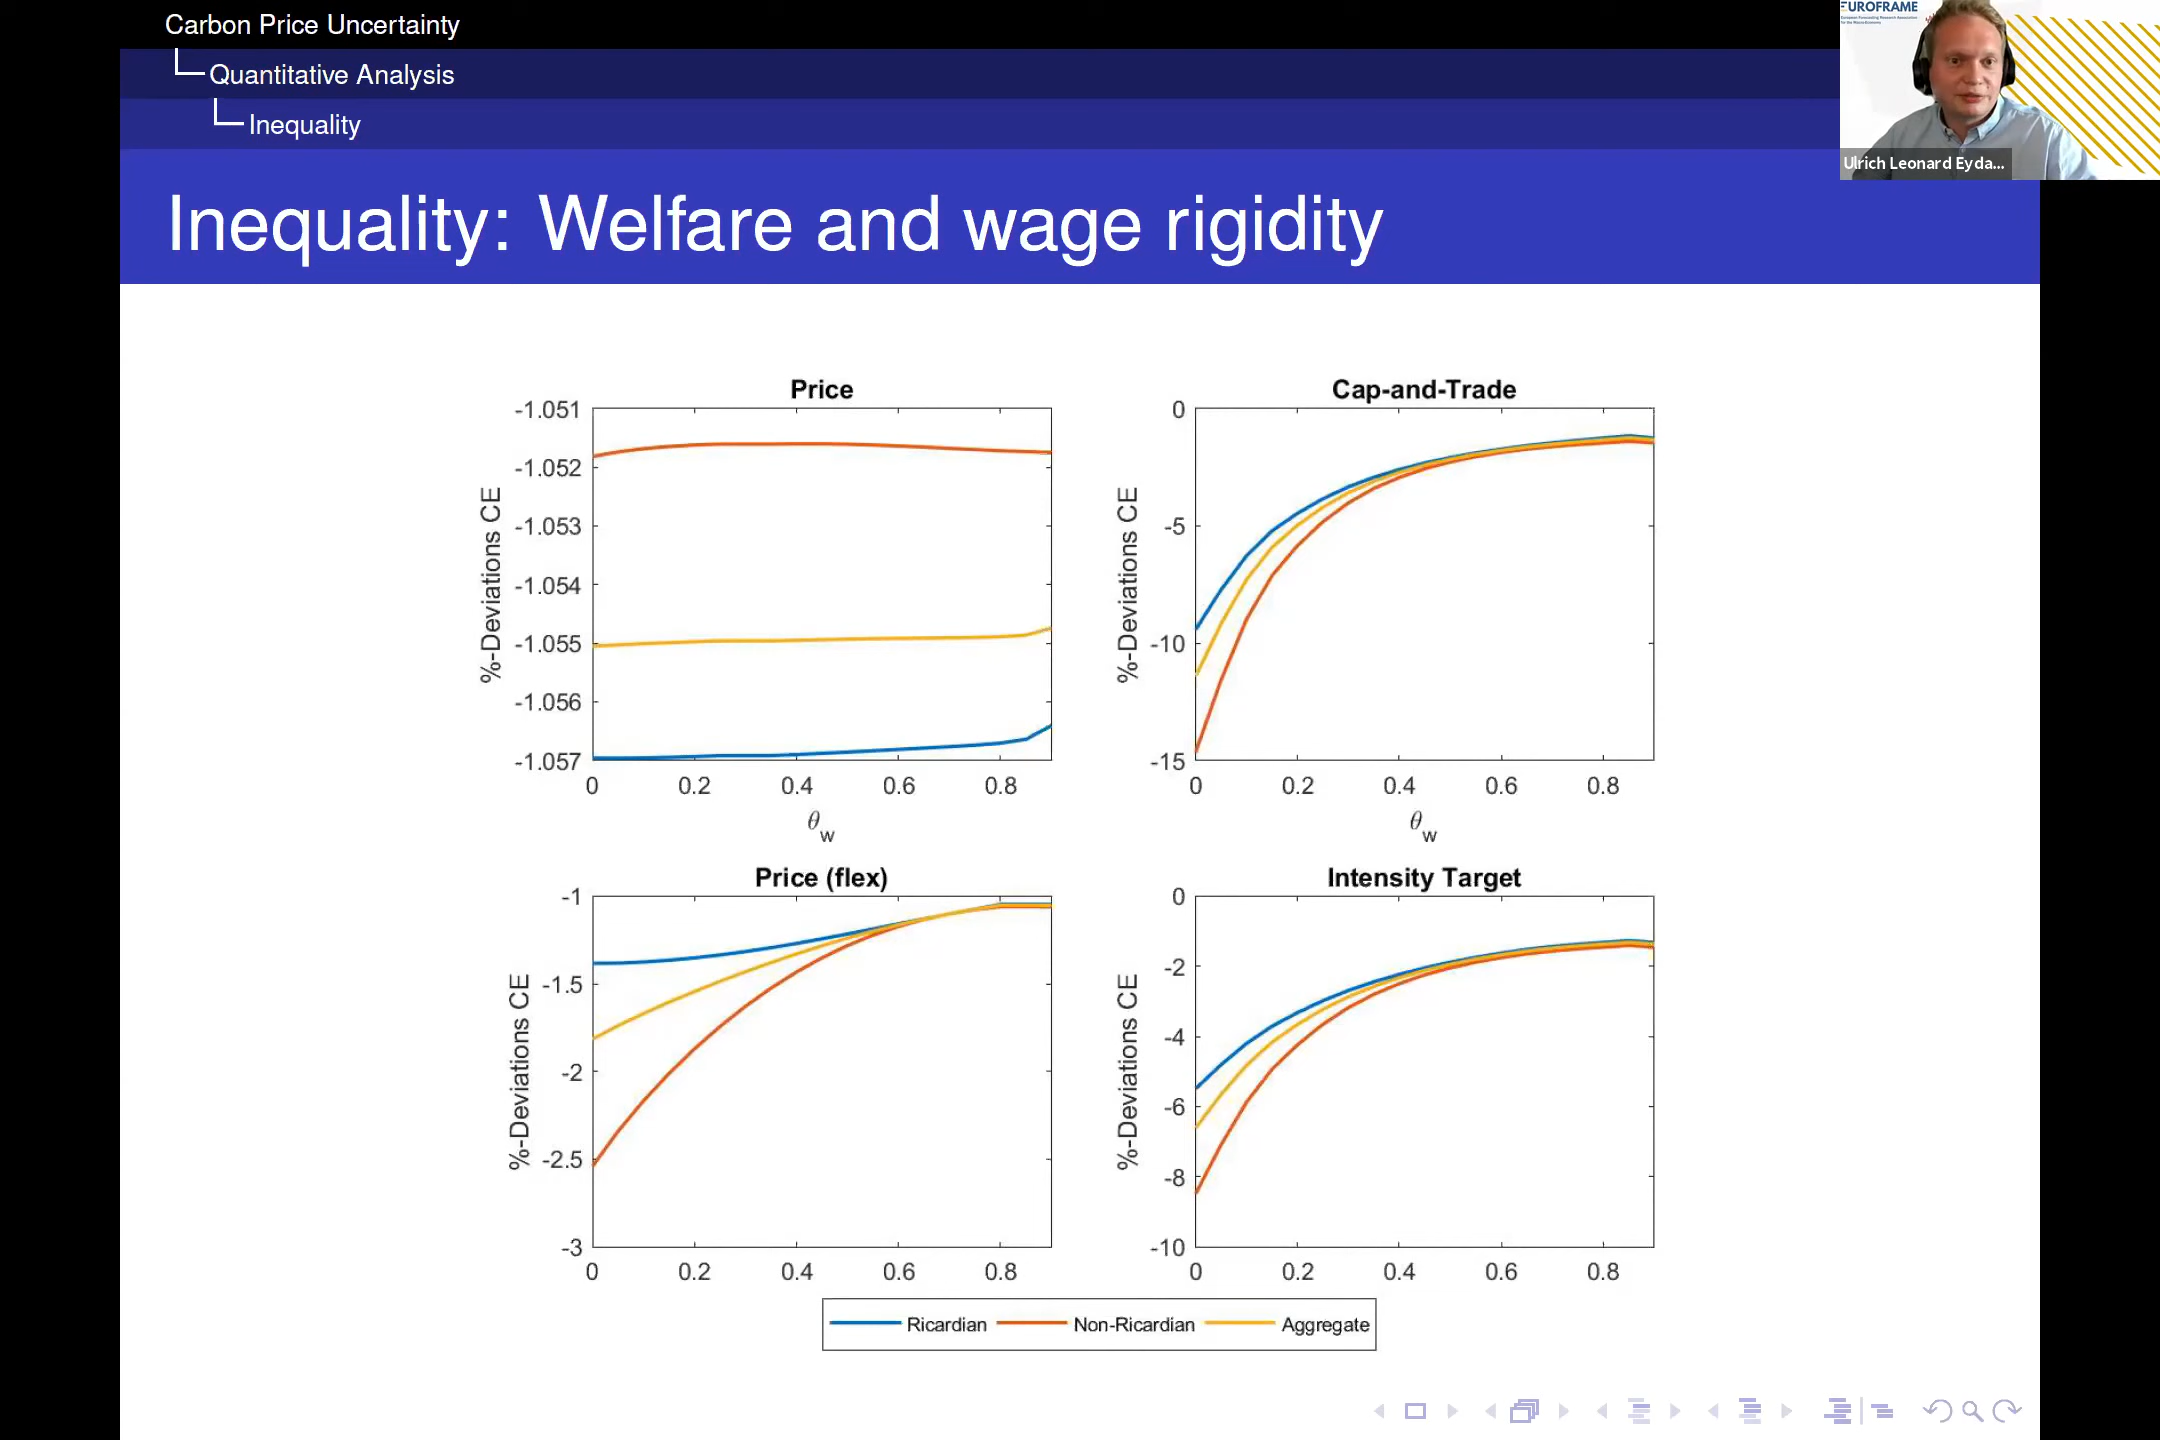 Carbon Price Uncertainty
Quantitative Analysis
Inequality
Inequality: Welfare and wage rigidity
EUROFRAME
Ulrich Leonard Eyda...
Price
%-Deviations CE
-1.051
-1.052
-1.053
-1.054
-1.055
-1.056
-1.057
0 0.2 0.4 0.6 0.8
θw
Cap-and-Trade
%-Deviations CE
0
-5
-10
-15
0 0.2 0.4 0.6 0.8
θw
Price (flex)
%-Deviations CE
-1
-1.5
-2
-2.5
-3
0 0.2 0.4 0.6 0.8
Intensity Target
%-Deviations CE
0
-2
-4
-6
-8
-10
0 0.2 0.4 0.6 0.8
Ricardian Non-Ricardian Aggregate